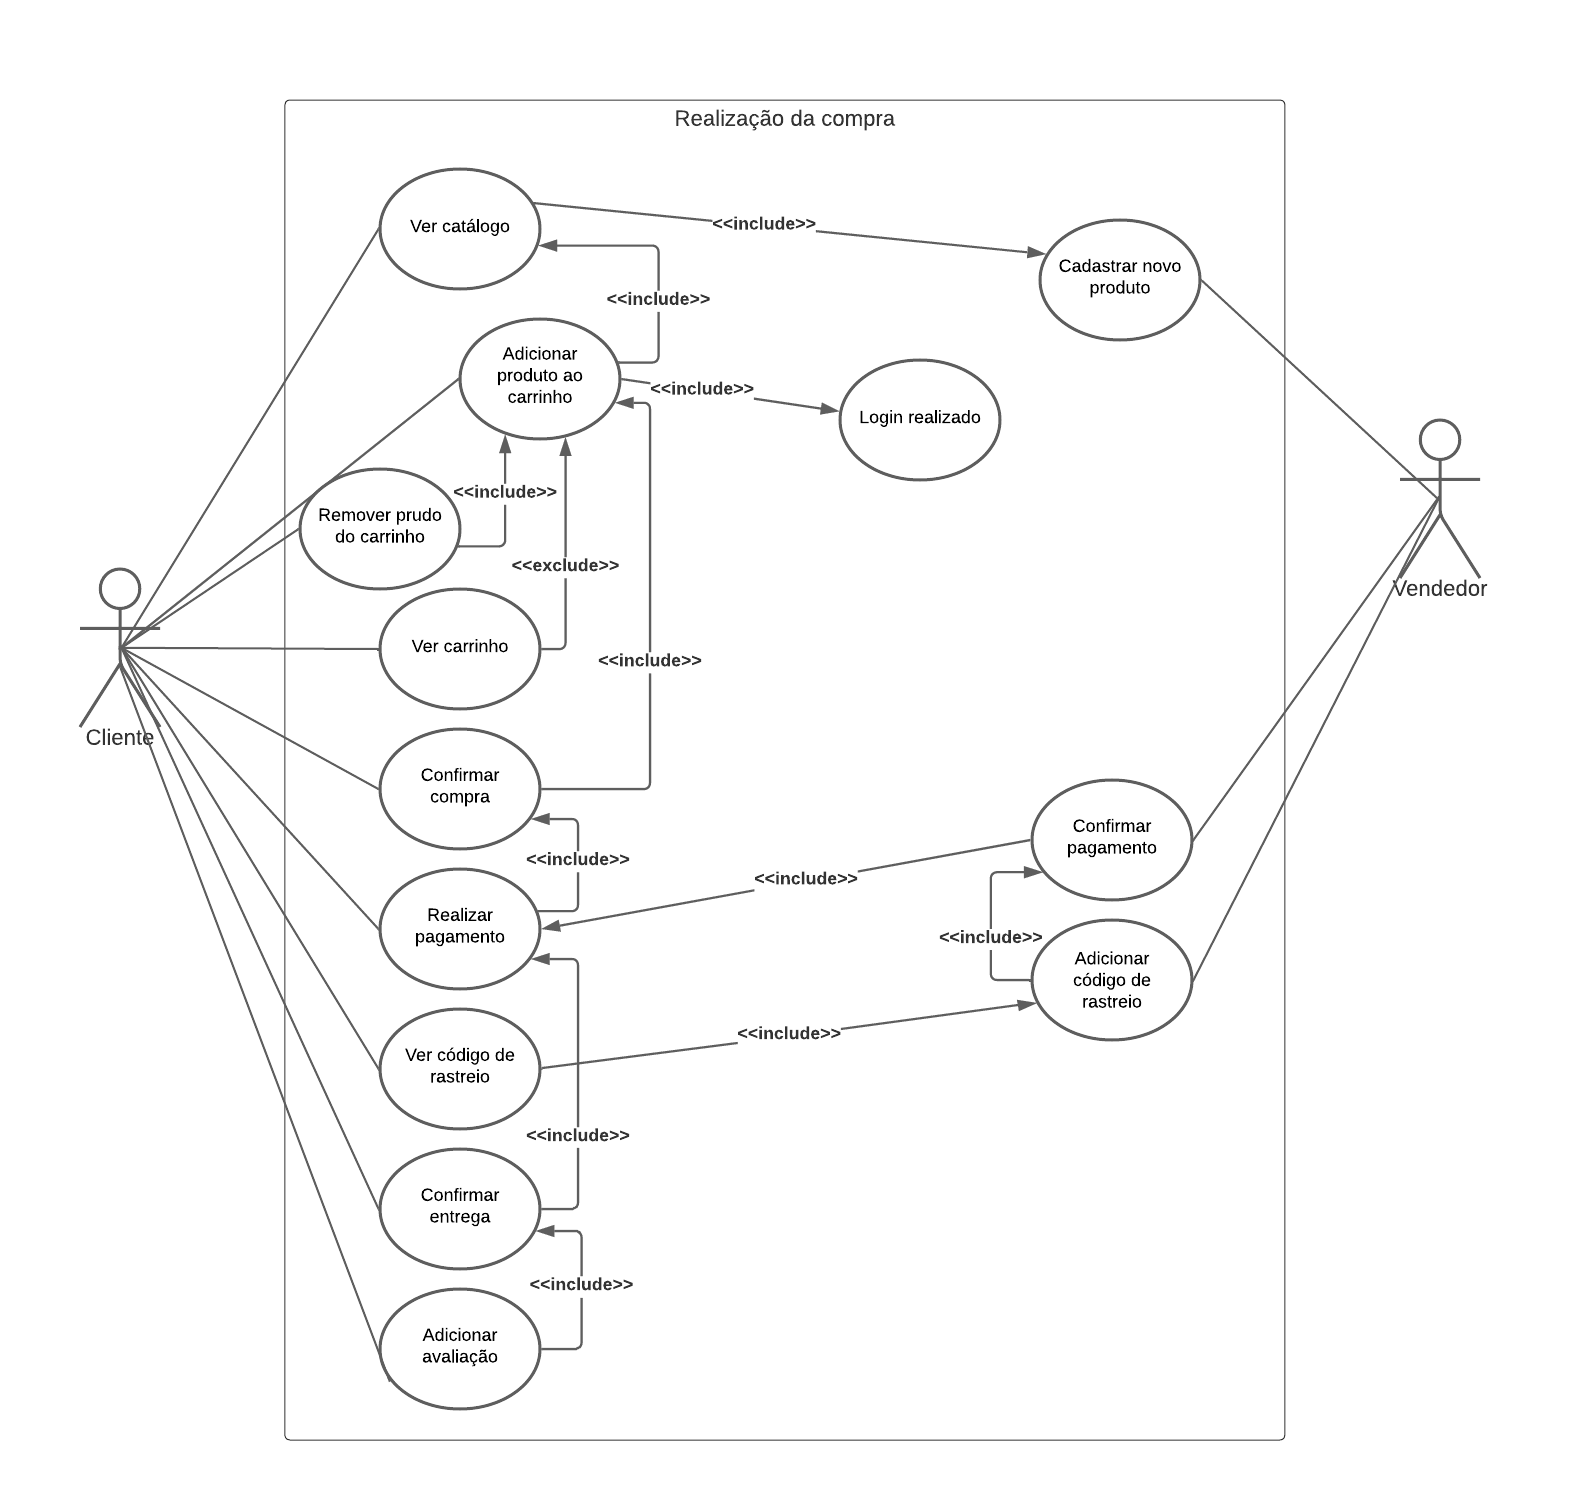 Realização da compra
Ver catálogo
<<include>>
Cadastrar novo
produto
<<include>>
Adicionar
produto ao
carrinho
<<include>>
Login realizado
<<include>>
Remover prudo
do carrinho
<<exclude>>
Vendedor
Ver carrinho
<<include>>
Cliente
Confirmar
compra
Confirmar
pagamento
<<include>>
<<include>>
Realizar
pagamento
<<include>>
Adicionar
código de
rastreio
<<include>>
Ver código de
rastreio
<<include>>
Confirmar
entrega
<<include>>
Adicionar
avaliação